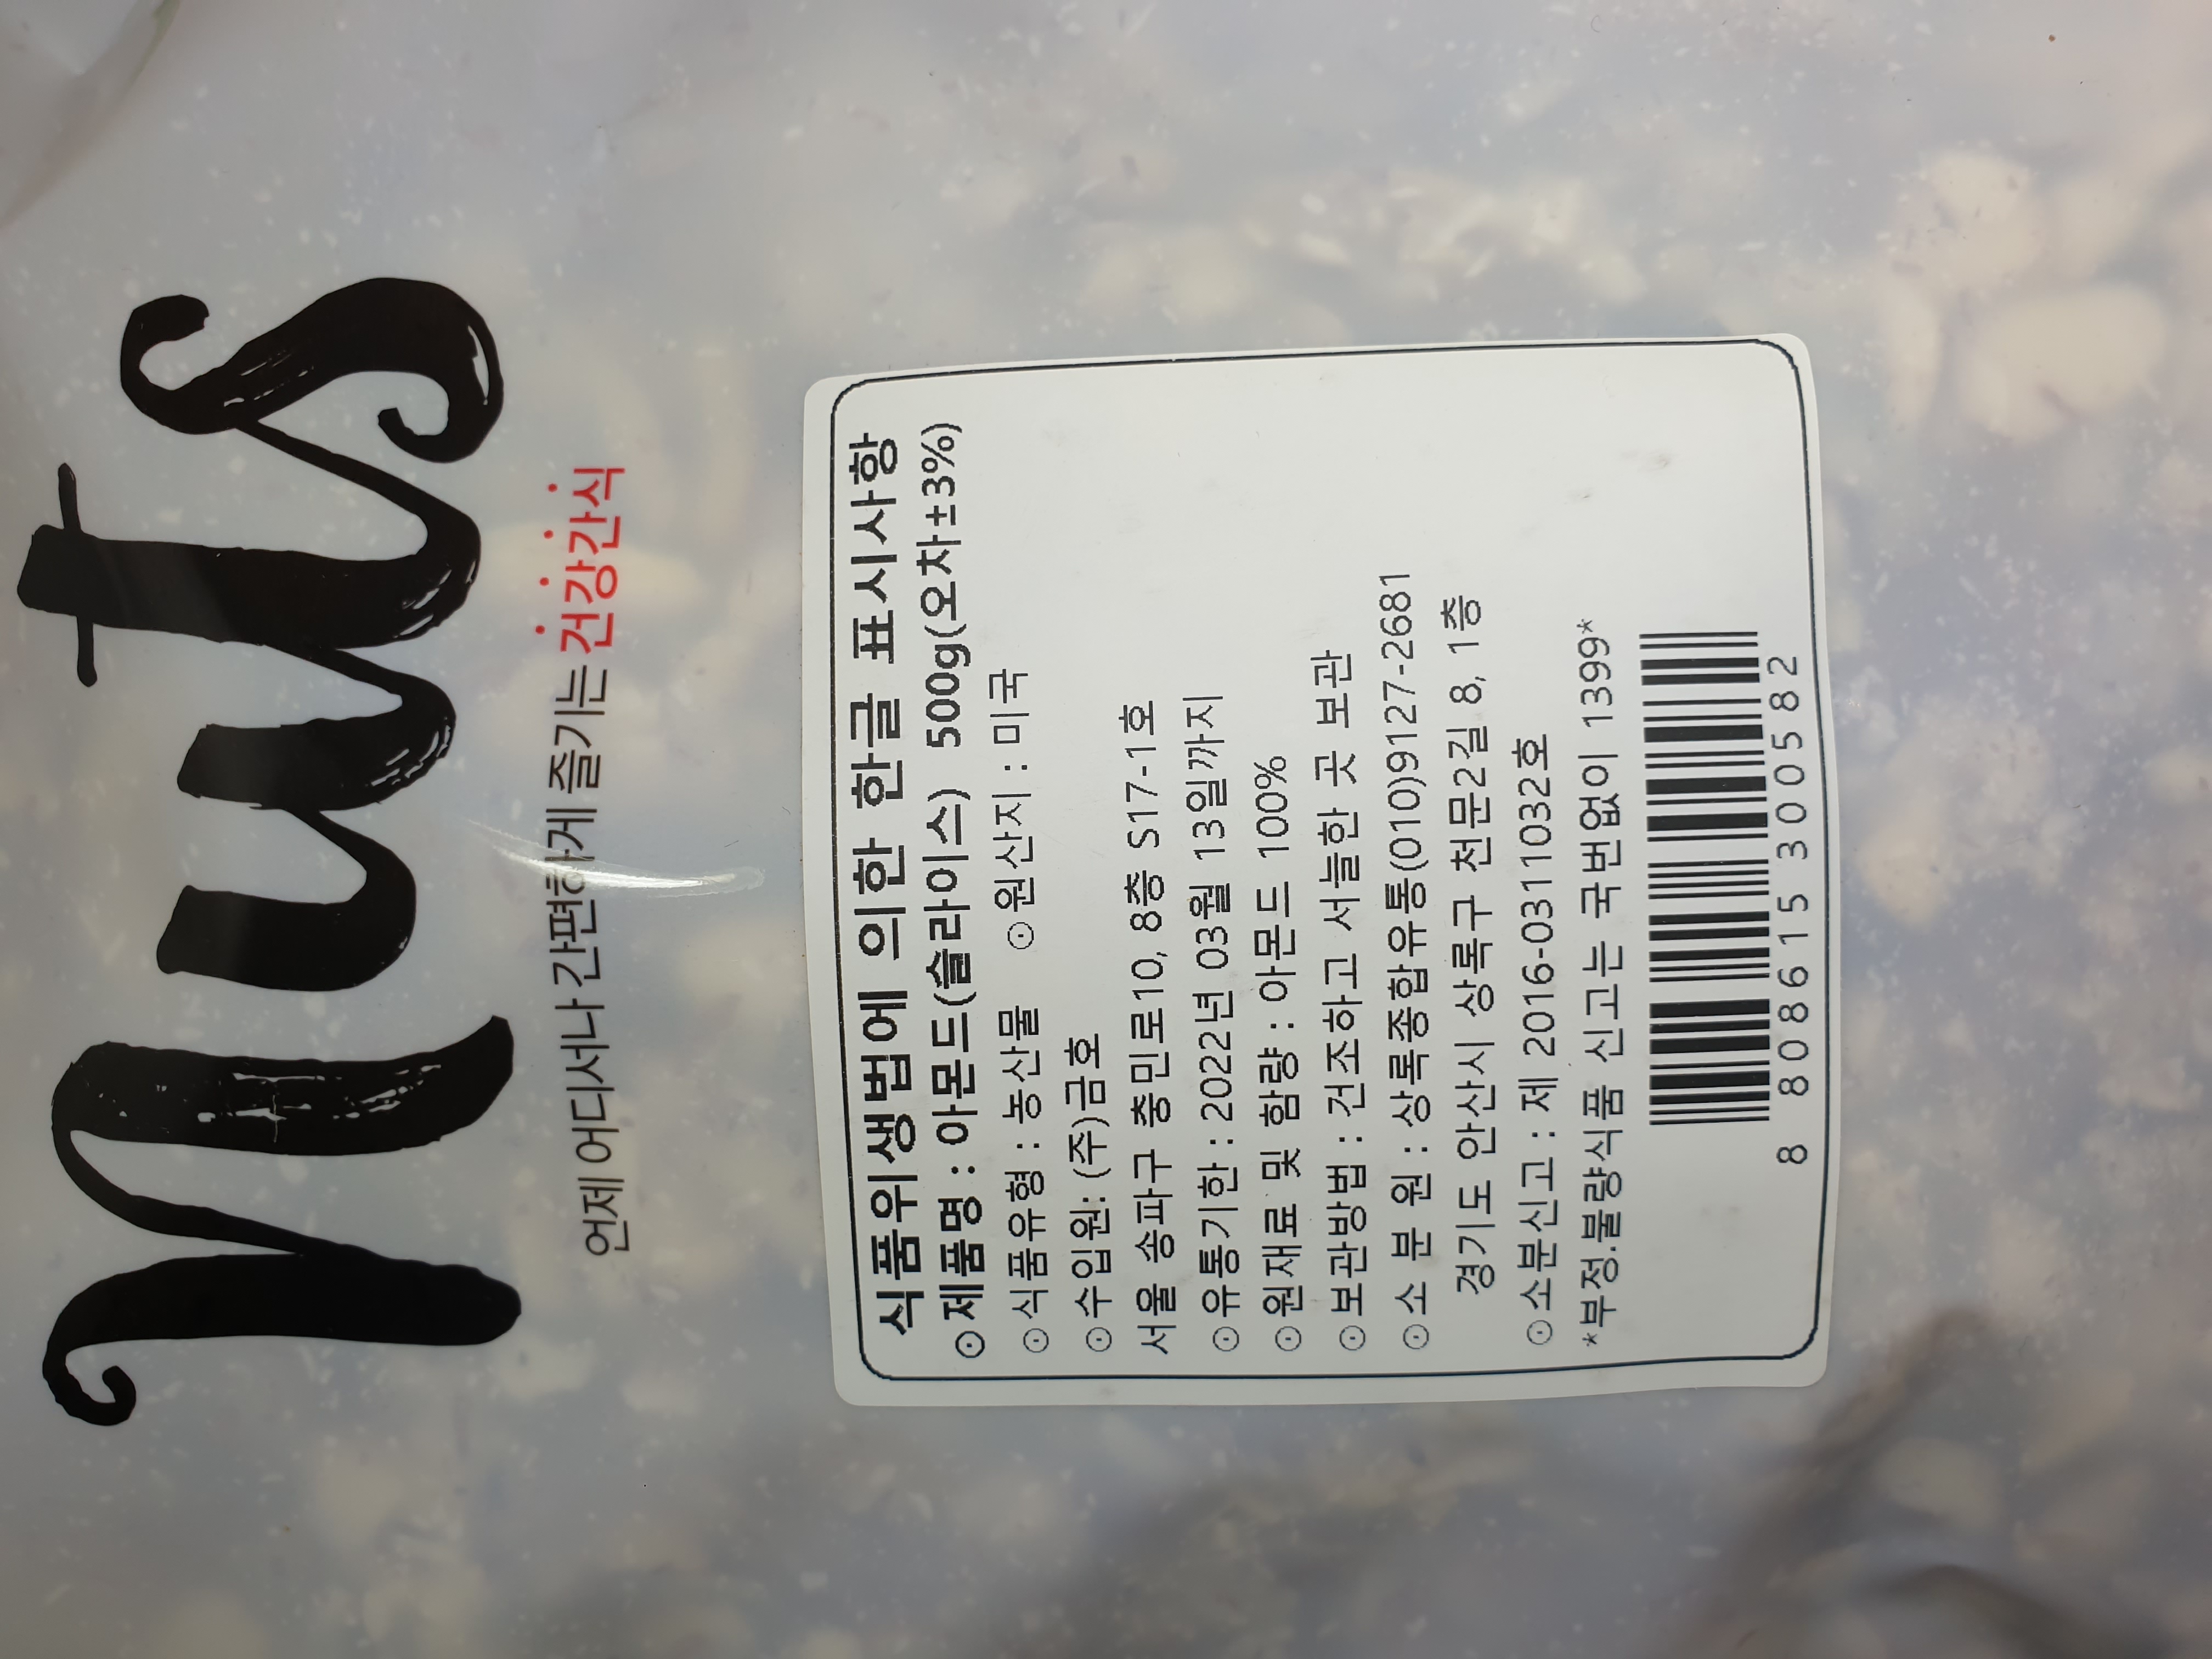 nuts
언제 어디서나 간편하게 즐기는 건강간식
식품위생법에 의한 한글 표시사항
⊙제품명 : 아몬드(슬라이스) 500g(오차±3%)
⊙식품유형 : 농산물 ⊙원산지 : 미국
⊙수입원: (주)금호
서울 송파구 충민로10, 8층 S17-1호
⊙유통기한 : 2022년 03월 13일까지
⊙원재료 및 함량 : 아몬드 100%
⊙보관방법 : 건조하고 서늘한 곳 보관
⊙소 분 원 : 상록종합유통(010)9127-2681
경기도 안산시 상록구 천문2길 8, 1층
⊙소분신고 : 제 2016-0311032호
*부정.불량식품 신고는 국번없이 1399*
8 808615 300582